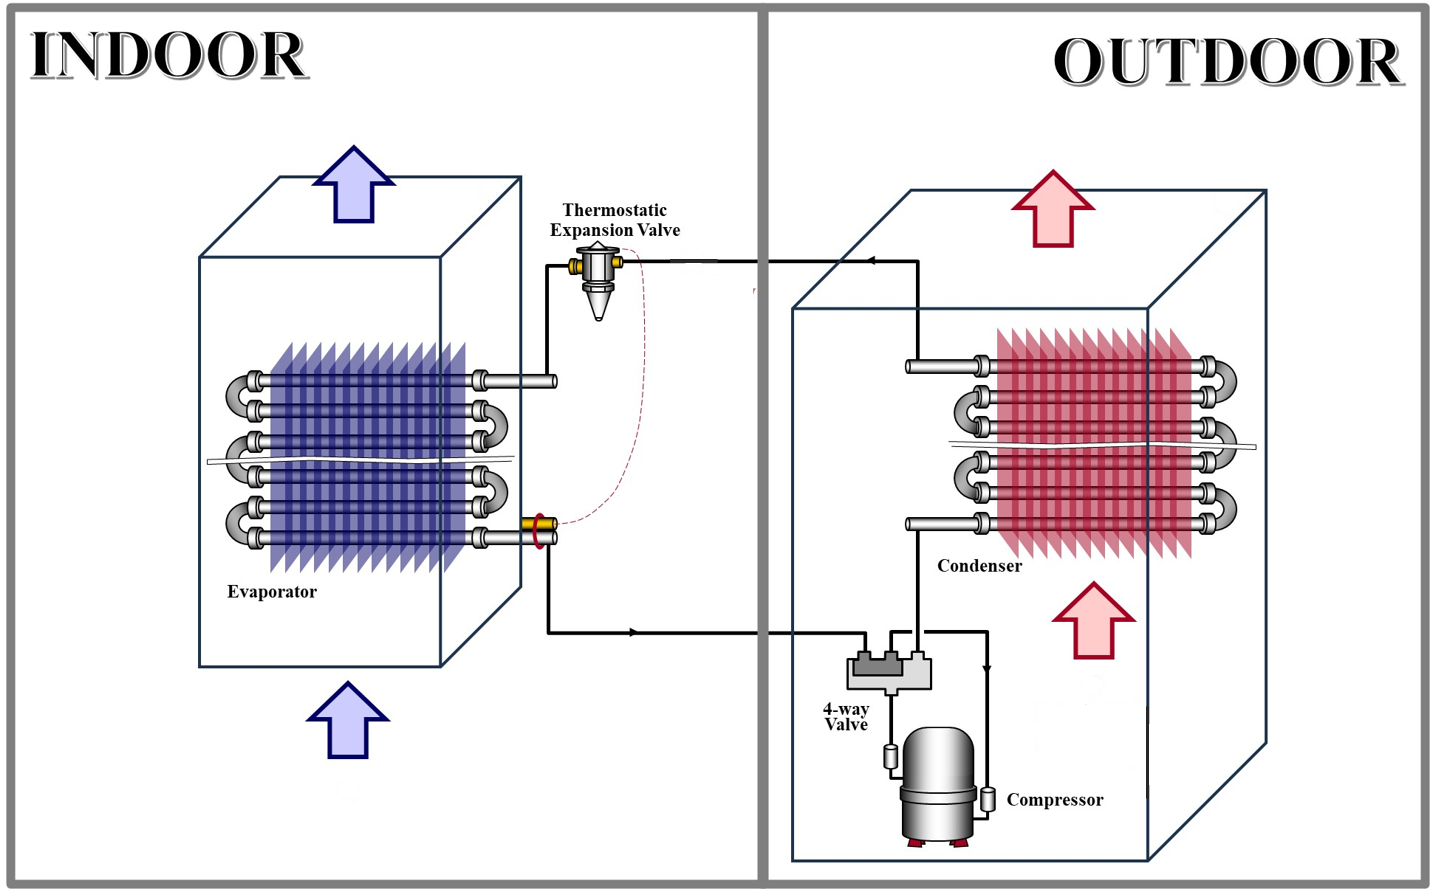 INDOOR
OUTDOOR
Thermostatic
Expansion Valve
Evaporator
Condenser
4-way
Valve
Compressor